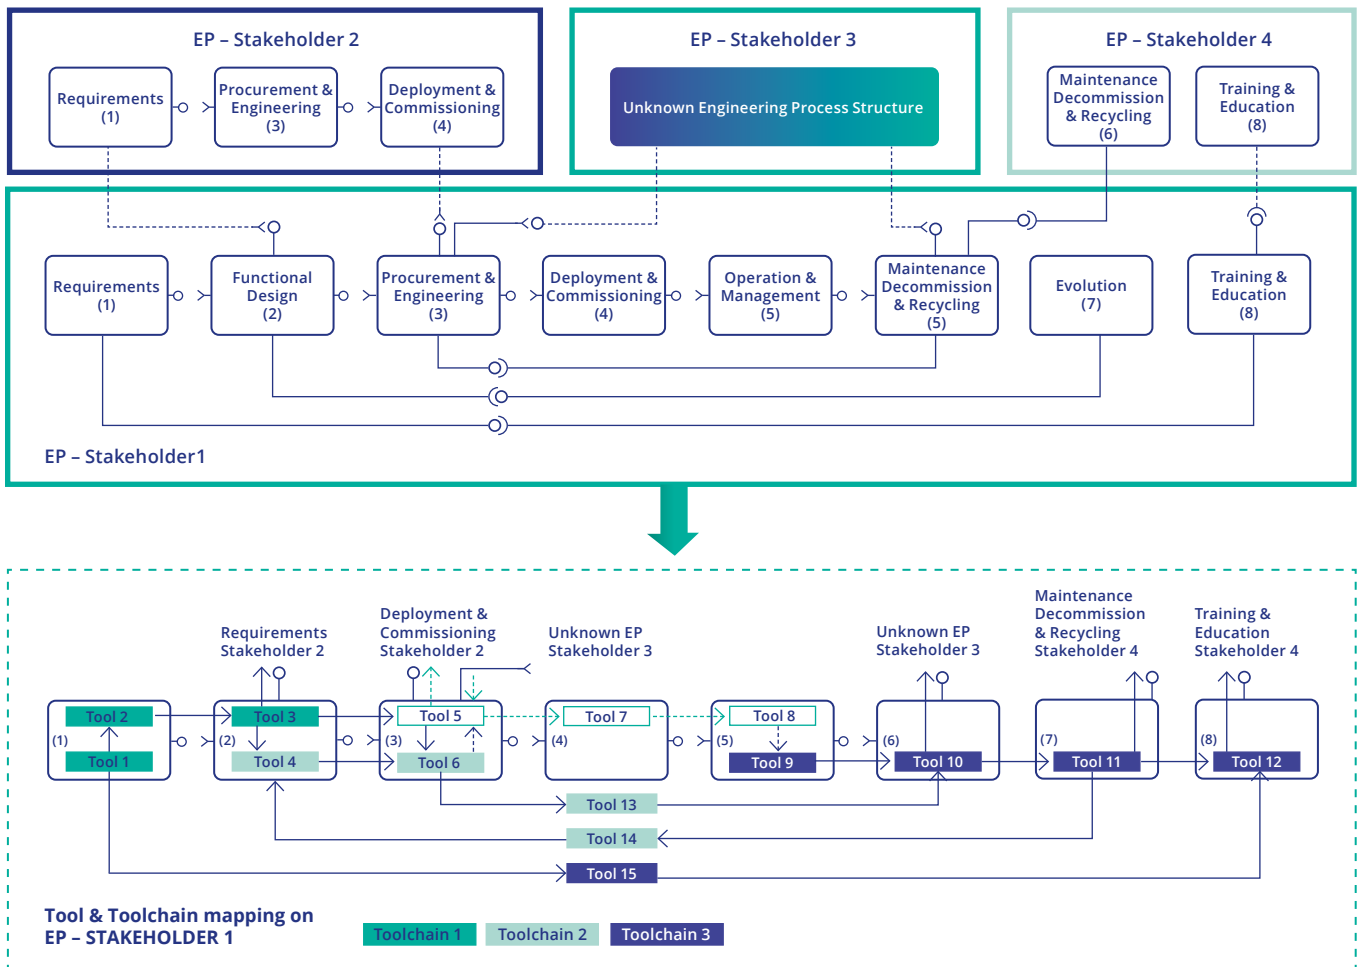 EP – Stakeholder 2
Requirements
(1)
Procurement &
Engineering
(3)
Deployment &
Commissioning
(4)
EP – Stakeholder 3
Unknown Engineering Process Structure
EP – Stakeholder 4
Maintenance
Decommission
& Recycling
(6)
Training &
Education
(8)
Requirements
(1)
Functional
Design
(2)
Procurement &
Engineering
(3)
Deployment &
Commissioning
(4)
Operation &
Management
(5)
Maintenance
Decommission
& Recycling
(5)
Evolution
(7)
Training &
Education
(8)
EP – Stakeholder1
Requirements
Stakeholder 2
Deployment &
Commissioning
Stakeholder 2
Unknown EP
Stakeholder 3
Unknown EP
Stakeholder 3
Maintenance
Decommission
& Recycling
Stakeholder 4
Training &
Education
Stakeholder 4
Tool 2
(1)
Tool 1
Tool 3
(2)
Tool 4
Tool 5
(3)
Tool 6
Tool 7
(4)
Tool 8
(5)
Tool 9
(6)
Tool 10
(7)
Tool 11
(8)
Tool 12
Tool 13
Tool 14
Tool 15
Tool & Toolchain mapping on
EP – STAKEHOLDER 1
Toolchain 1
Toolchain 2
Toolchain 3